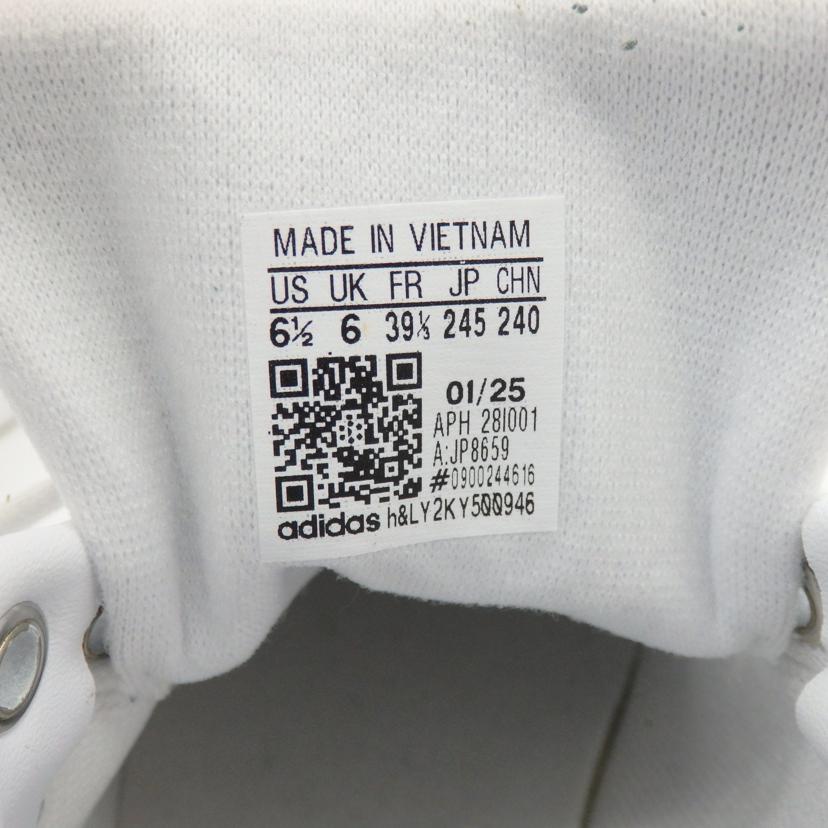 MADE IN VIETNAM
US UK FR JP CHN
6½ 6 39⅓ 245 240
01/25
APH 28I001
A:JP8659
#0900244616
adidas h&LY2KY500946